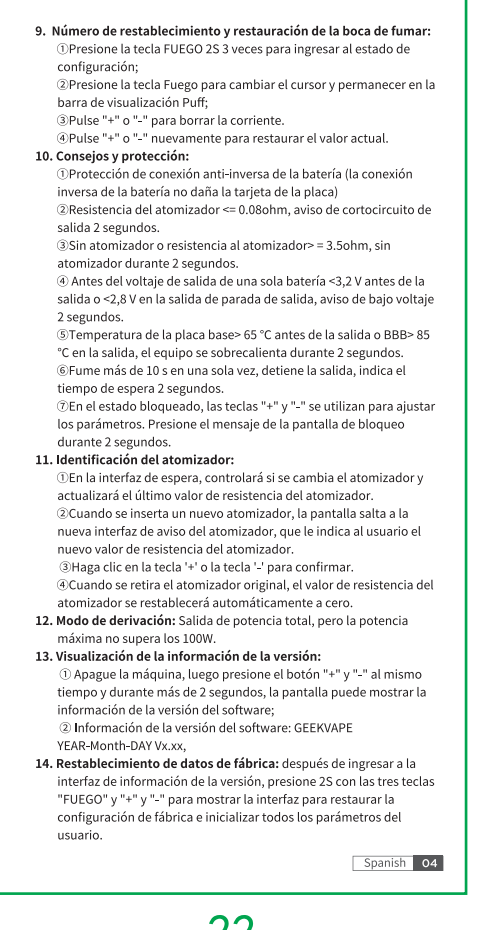 9. Número de restablecimiento y restauración de la boca de fumar:
①Presione la tecla FUEGO 2S 3 veces para ingresar al estado de
configuración;
②Presione la tecla Fuego para cambiar el cursor y permanecer en la
barra de visualización Puff;
③Pulse "+" o "-" para borrar la corriente.
④Pulse "+" o "-" nuevamente para restaurar el valor actual.
10. Consejos y protección:
①Protección de conexión anti-inversa de la batería (la conexión
inversa de la batería no daña la tarjeta de la placa)
②Resistencia del atomizador <= 0.08ohm, aviso de cortocircuito de
salida 2 segundos.
③Sin atomizador o resistencia al atomizador> = 3.5ohm, sin
atomizador durante 2 segundos.
④ Antes del voltaje de salida de una sola batería <3,2 V antes de la
salida o <2,8 V en la salida de parada de salida, aviso de bajo voltaje
2 segundos.
⑤Temperatura de la placa base> 65 °C antes de la salida o BBB> 85
°C en la salida, el equipo se sobrecalienta durante 2 segundos.
⑥Fume más de 10 s en una sola vez, detiene la salida, indica el
tiempo de espera 2 segundos.
⑦En el estado bloqueado, las teclas "+" y "-" se utilizan para ajustar
los parámetros. Presione el mensaje de la pantalla de bloqueo
durante 2 segundos.
11. Identificación del atomizador:
①En la interfaz de espera, controlará si se cambia el atomizador y
actualizará el último valor de resistencia del atomizador.
②Cuando se inserta un nuevo atomizador, la pantalla salta a la
nueva interfaz de aviso del atomizador, que le indica al usuario el
nuevo valor de resistencia del atomizador.
③Haga clic en la tecla '+' o la tecla '-' para confirmar.
④Cuando se retira el atomizador original, el valor de resistencia del
atomizador se restablecerá automáticamente a cero.
12. Modo de derivación: Salida de potencia total, pero la potencia
máxima no supera los 100W.
13. Visualización de la información de la versión:
① Apague la máquina, luego presione el botón "+" y "-" al mismo
tiempo y durante más de 2 segundos, la pantalla puede mostrar la
información de la versión del software;
② Información de la versión del software: GEEKVAPE
YEAR-Month-DAY Vx.xx,
14. Restablecimiento de datos de fábrica: después de ingresar a la
interfaz de información de la versión, presione 2S con las tres teclas
"FUEGO" y "+" y "-" para mostrar la interfaz para restaurar la
configuración de fábrica e inicializar todos los parámetros del
usuario.
Spanish 04
22